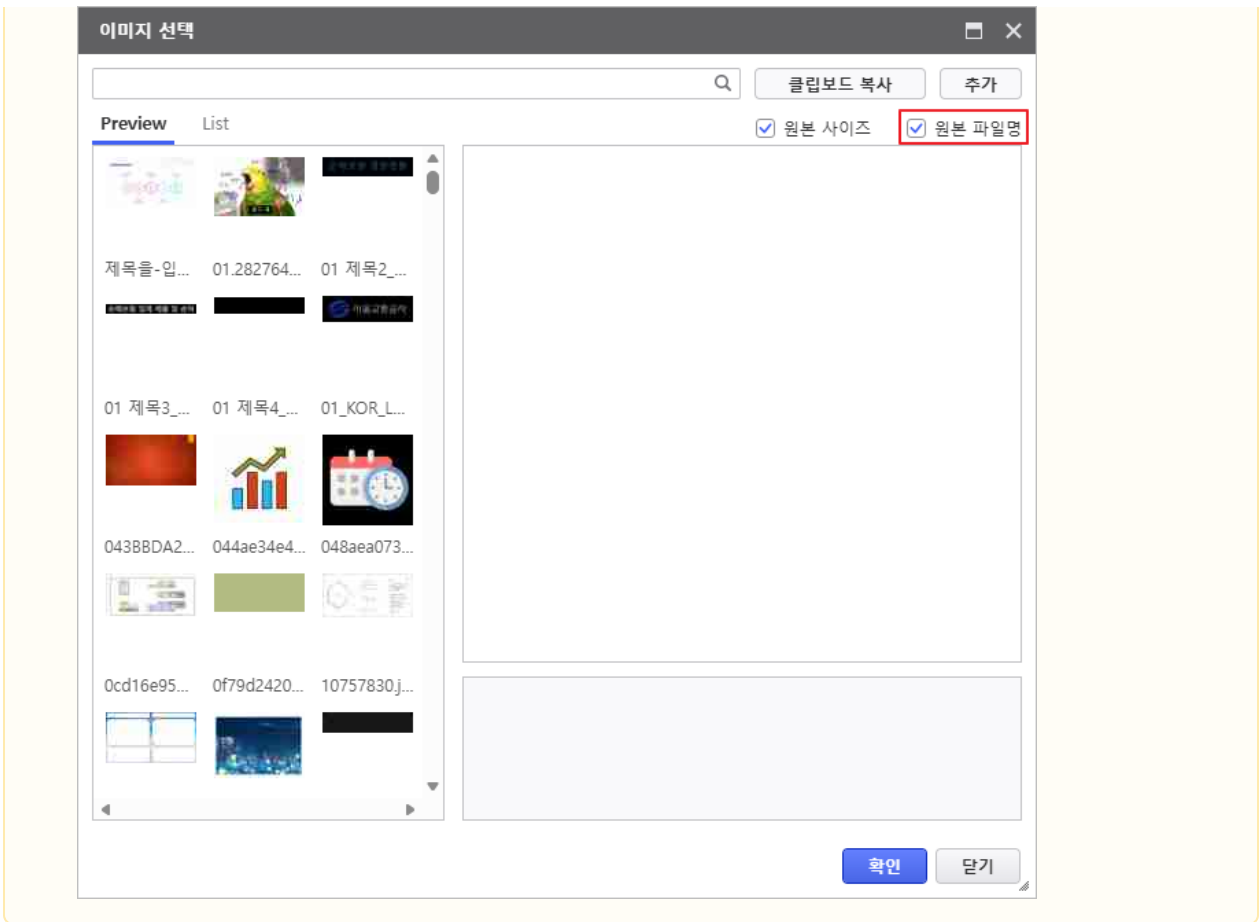 이미지 선택
클립보드 복사
추가
Preview
List
원본 사이즈
원본 파일명
제목을-입...
01.282764...
01 제목2_...
01 제목3_...
01 제목4_...
01_KOR_L...
043BBDA2...
044ae34e4...
048aea073...
0cd16e95...
0f79d2420...
10757830.j...
확인
닫기